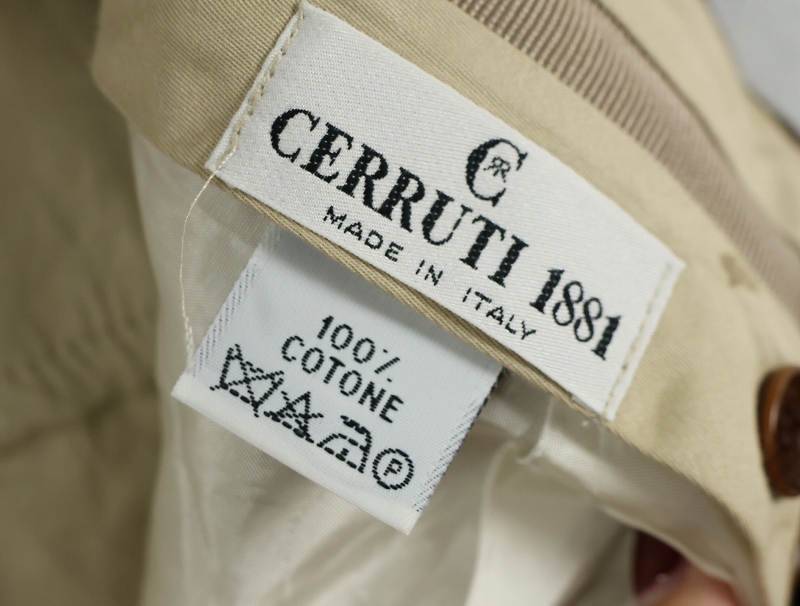 C
CERRUTI 1881
MADE IN ITALY
100%
COTONE
P